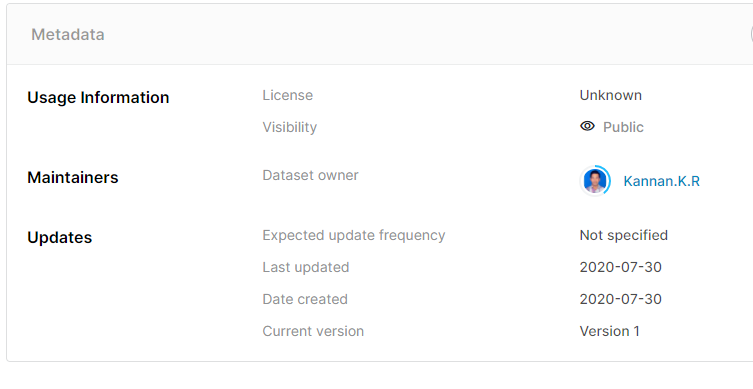 Metadata
Usage Information License Unknown
Visibility Public
Maintainers Dataset owner Kannan.K.R
Updates Expected update frequency Not specified
Last updated 2020-07-30
Date created 2020-07-30
Current version Version 1